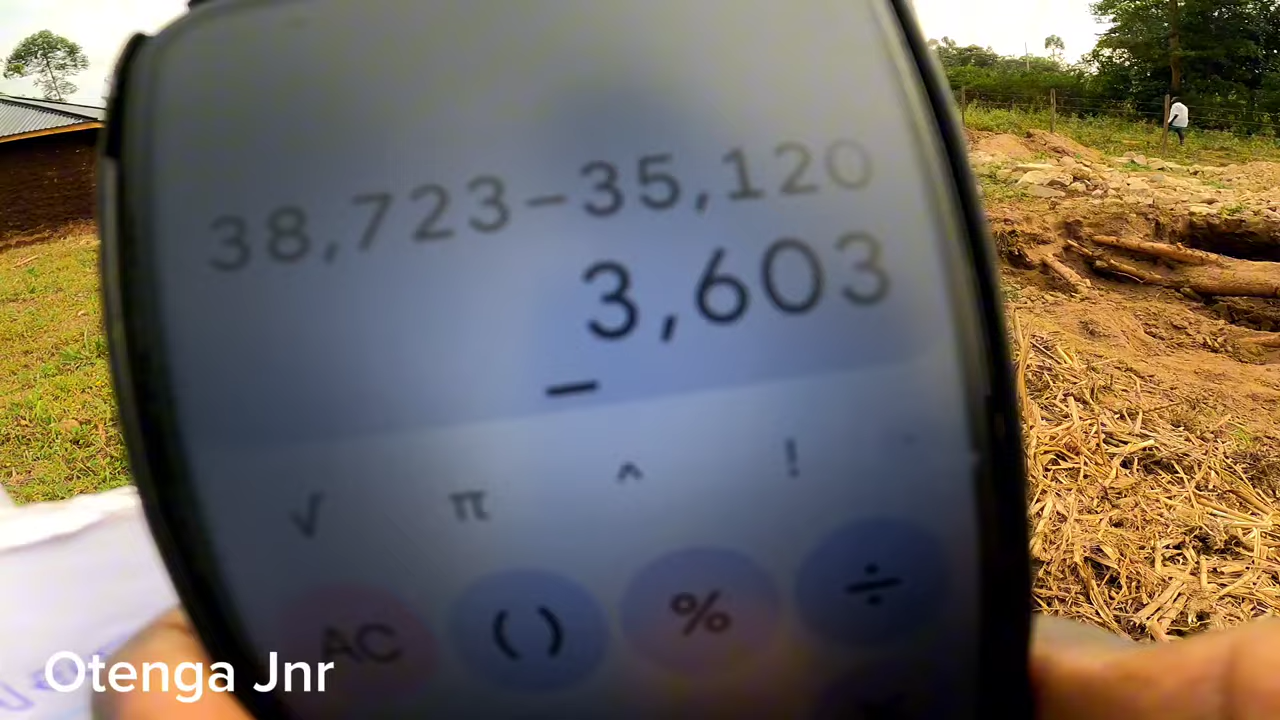 38,723−35,120
3,603
√ π ^ !
AC ( ) % ÷
Otenga Jnr